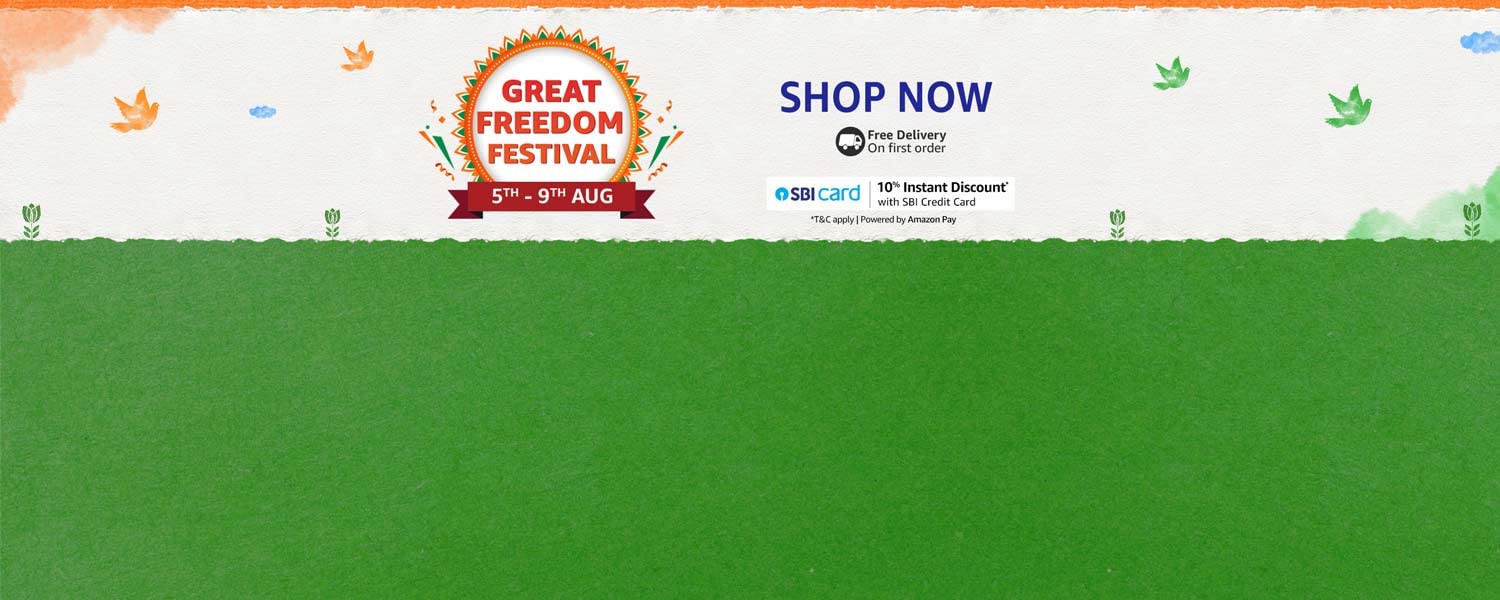 GREAT
FREEDOM
FESTIVAL
5TH - 9TH AUG
SHOP NOW
Free Delivery
On first order
SBI card
10% Instant Discount*
with SBI Credit Card
*T&C apply | Powered by Amazon Pay